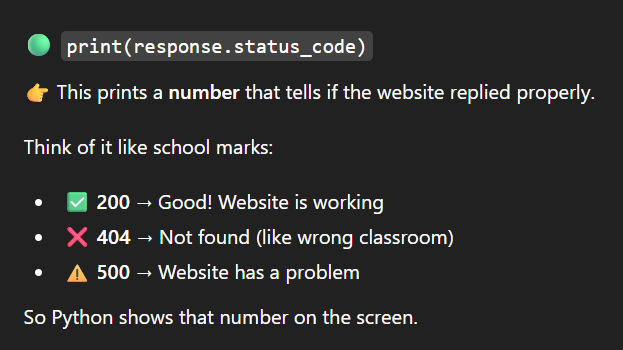 🟢 print(response.status_code)
👉 This prints a number that tells if the website replied properly.
Think of it like school marks:
• ✅ 200 → Good! Website is working
• ❌ 404 → Not found (like wrong classroom)
• ⚠️ 500 → Website has a problem
So Python shows that number on the screen.